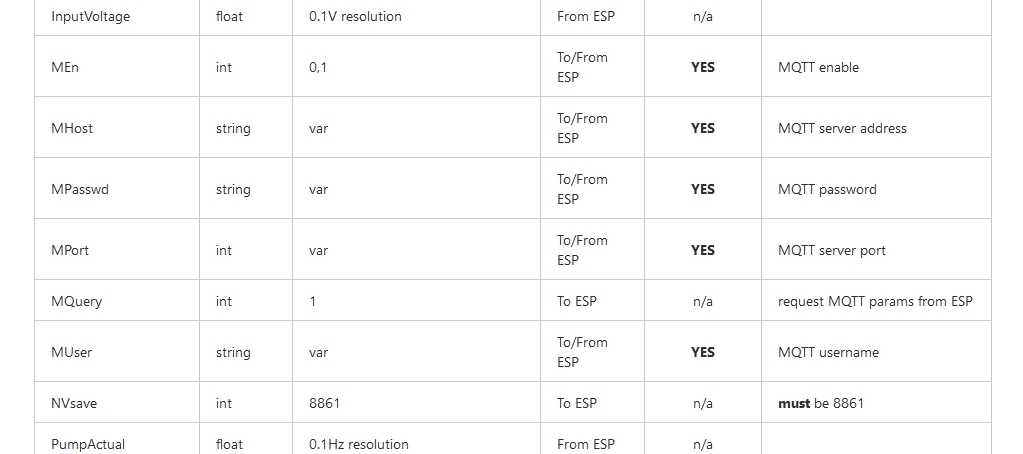 InputVoltage float 0.1V resolution From ESP n/a
MEn int 0,1 To/From ESP YES MQTT enable
MHost string var To/From ESP YES MQTT server address
MPasswd string var To/From ESP YES MQTT password
MPort int var To/From ESP YES MQTT server port
MQuery int 1 To ESP n/a request MQTT params from ESP
MUser string var To/From ESP YES MQTT username
NVsave int 8861 To ESP n/a must be 8861
PumpActual float 0.1Hz resolution From ESP n/a